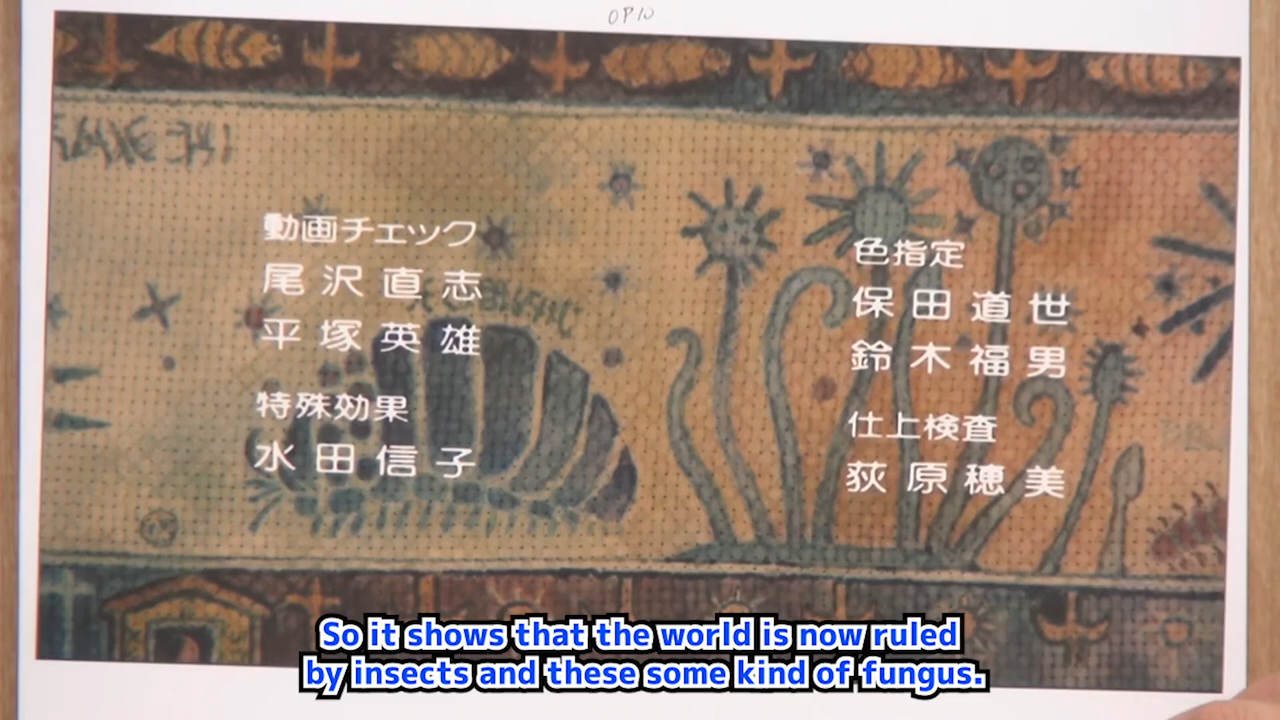 OP10
動画チェック
尾沢直志
平塚英雄
特殊効果
水田信子
色指定
保田道世
鈴木福男
仕上検査
荻原穂美
So it shows that the world is now ruled
by insects and these some kind of fungus.